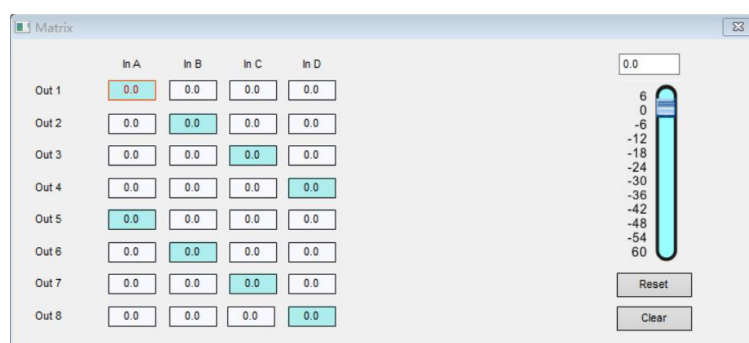 Matrix
In A In B In C In D
0.0
Out 1 0.0 0.0 0.0 0.0
Out 2 0.0 0.0 0.0 0.0
Out 3 0.0 0.0 0.0 0.0
Out 4 0.0 0.0 0.0 0.0
Out 5 0.0 0.0 0.0 0.0
Out 6 0.0 0.0 0.0 0.0
Out 7 0.0 0.0 0.0 0.0
Out 8 0.0 0.0 0.0 0.0
6
0
-6
-12
-18
-24
-30
-36
-42
-48
-54
60
Reset
Clear